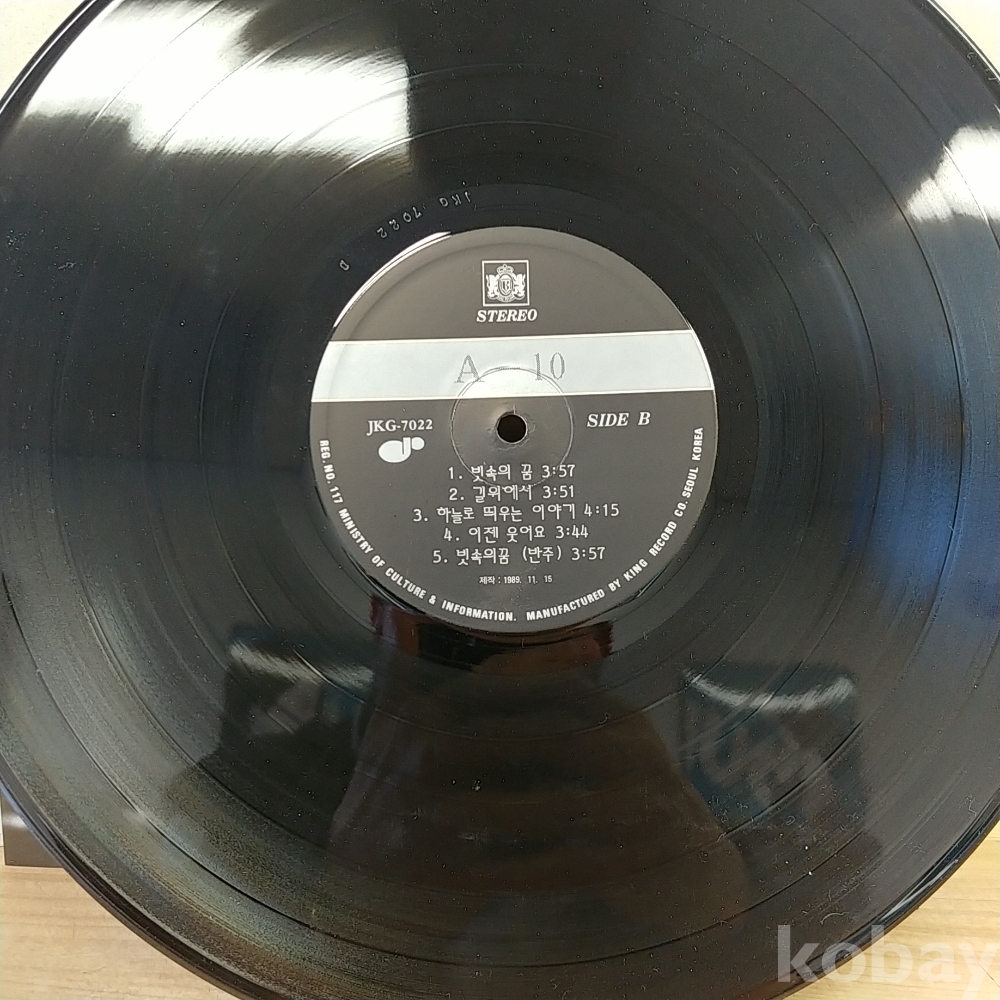 JKG 7022 B
STEREO
A - 10
JKG-7022
SIDE B
1. 빗속의 꿈 3:57
2. 길위에서 3:51
3. 하늘로 띄우는 이야기 4:15
4. 이젠 웃어요 3:44
5. 빗속의꿈 (반주) 3:57
제작 : 1989. 11. 15
REG. NO. 117 MINISTRY OF CULTURE & INFORMATION. MANUFACTURED BY KING RECORD CO. SEOUL KOREA
kobay